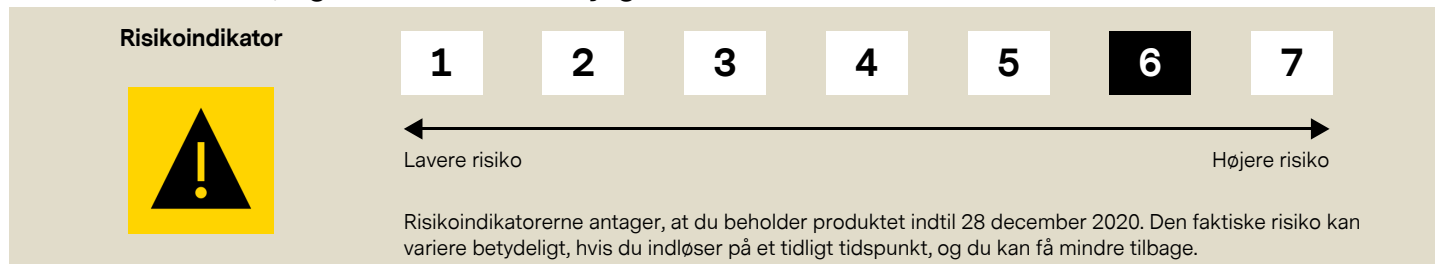 Risikoindikator
1 2 3 4 5 6 7
Lavere risiko Højere risiko
Risikoindikatorerne antager, at du beholder produktet indtil 28 december 2020. Den faktiske risiko kan
variere betydeligt, hvis du indløser på et tidligt tidspunkt, og du kan få mindre tilbage.